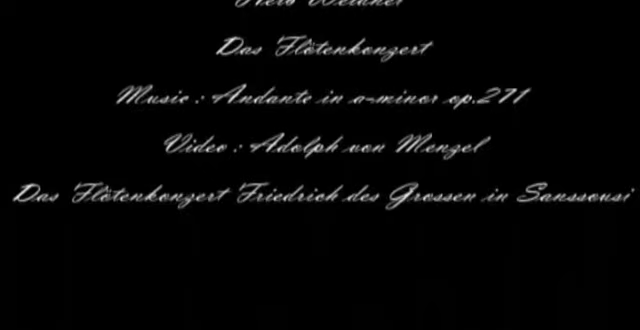 Das Flötenkonzert
Music : Andante in a-minor op.271
Video : Adolph von Menzel
Das Flötenkonzert Friedrich des Grossen in Sanssousi